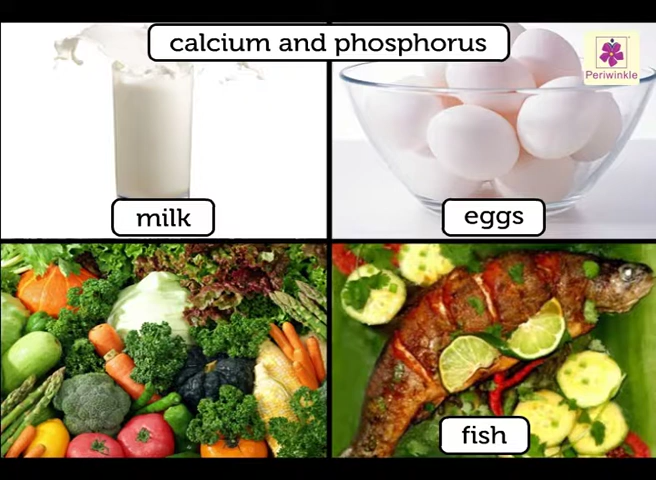 calcium and phosphorus
Periwinkle
milk
eggs
fish